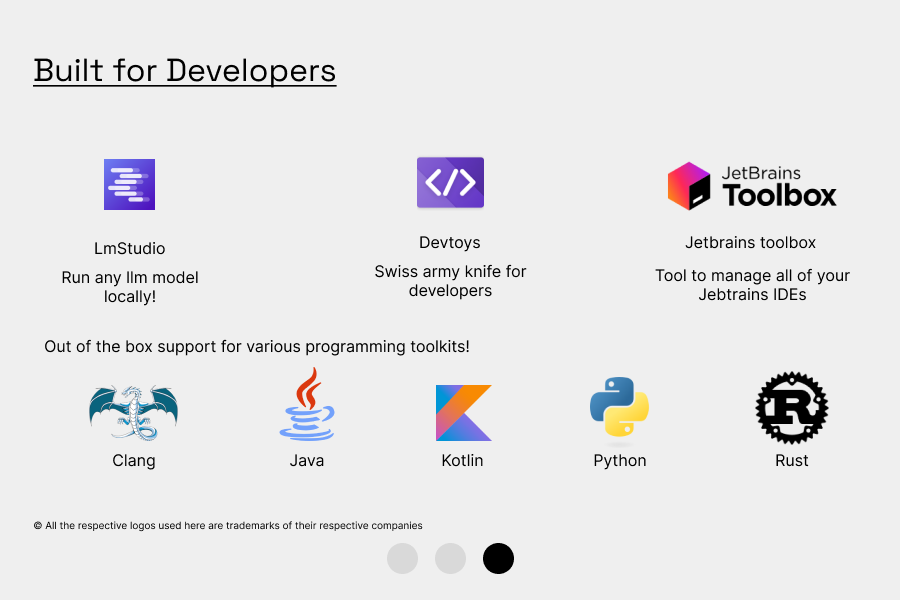 Built for Developers
JetBrains
Toolbox
LmStudio
Devtoys
Jetbrains toolbox
Run any llm model
locally!
Swiss army knife for
developers
Tool to manage all of your
Jebtrains IDEs
Out of the box support for various programming toolkits!
R
Clang
Java
Kotlin
Python
Rust
© All the respective logos used here are trademarks of their respective companies